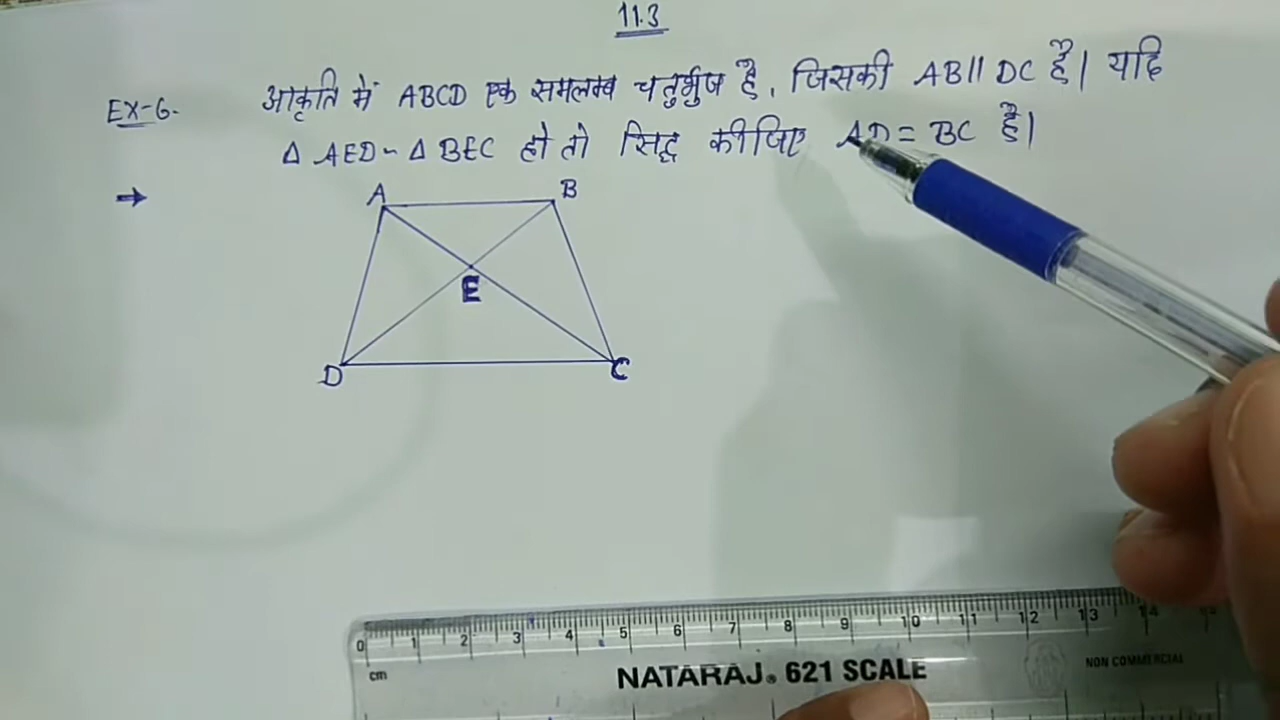 11.3
Ex-6. आकृति में ABCD एक समलम्ब चतुर्भुज है, जिसकी AB॥DC है। यदि
Δ AED ~ Δ BEC हो तो सिद्ध कीजिए AD = BC है।
→
A B
E
D C
0 1 2 3 4 5 6 7 8 9 10 11 12 13 14
cm NATARAJ. 621 SCALE NON COMMERCIAL